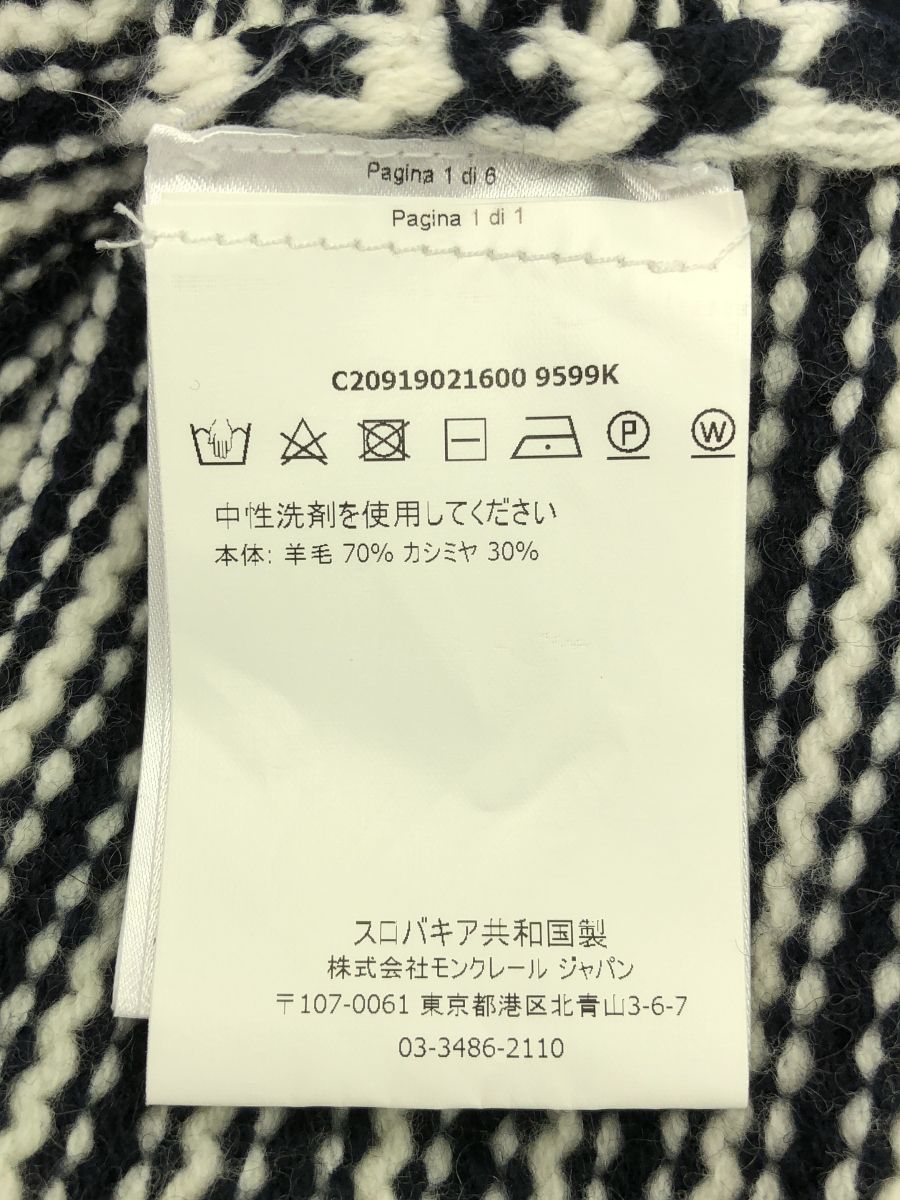 Pagina 1 di 6
Pagina 1 di 1
C20919021600 9599K
P W
中性洗剤を使用してください
本体: 羊毛 70% カシミヤ 30%
スロバキア共和国製
株式会社モンクレール ジャパン
〒107-0061 東京都港区北青山3-6-7
03-3486-2110